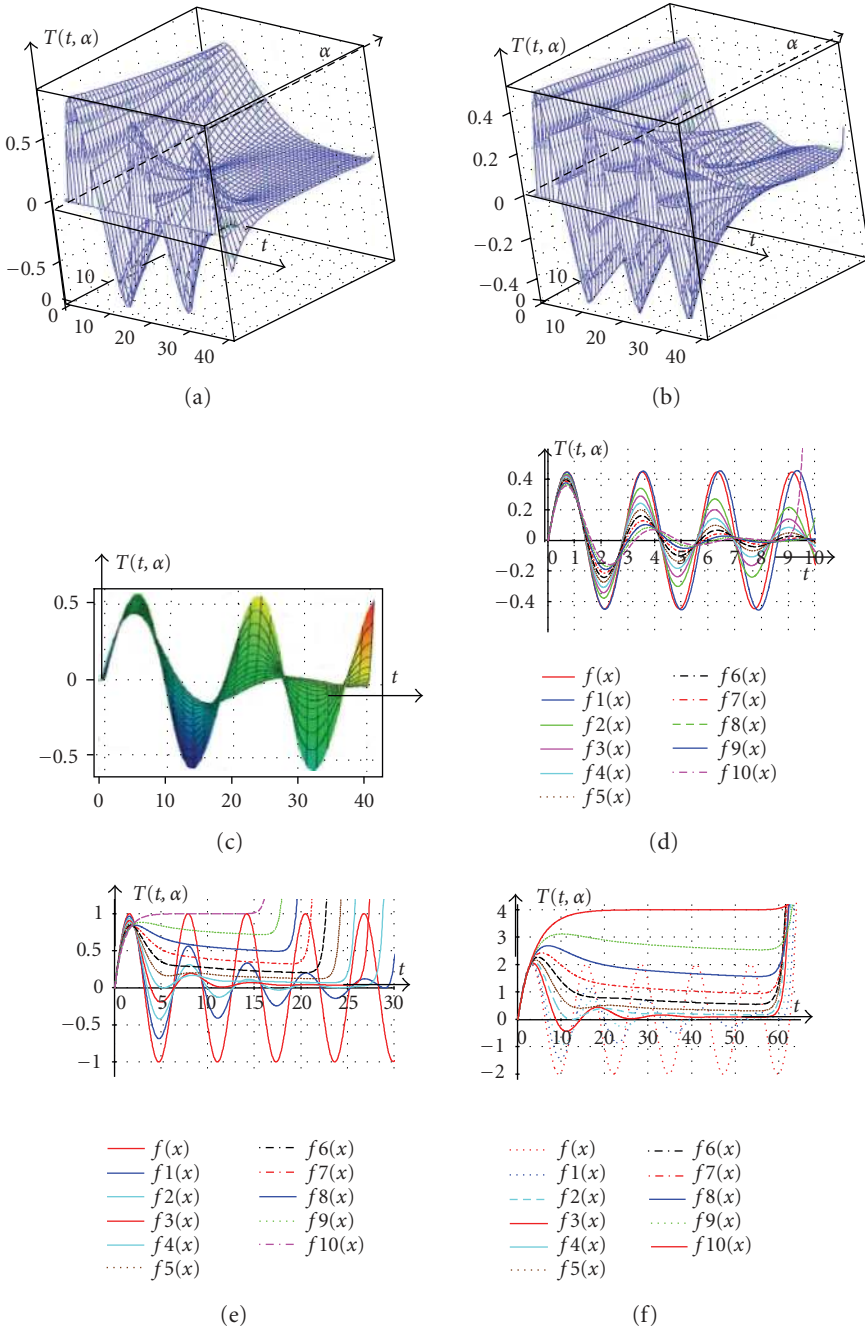 T(t, α)
α
0.5
0
−0.5
10
0
0
10
20
30
40
t
(a)
T(t, α)
α
0.4
0.2
0
−0.2
−0.4
10
0
0
10
20
30
40
t
(b)
T(t, α)
0.5
0
−0.5
t
0 10 20 30 40
(c)
T(t, α)
0.4
0.2
0
−0.2
−0.4
0 1 2 3 4 5 6 7 8 9 10
t
f(x)
f1(x)
f2(x)
f3(x)
f4(x)
f5(x)
f6(x)
f7(x)
f8(x)
f9(x)
f10(x)
(d)
T(t, α)
1
0.5
0
−0.5
−1
0 5 10 15 20 25 30
t
f(x)
f1(x)
f2(x)
f3(x)
f4(x)
f5(x)
f6(x)
f7(x)
f8(x)
f9(x)
f10(x)
(e)
T(t, α)
4
3
2
1
0
−1
−2
0 10 20 30 40 50 60
t
f(x)
f1(x)
f2(x)
f3(x)
f4(x)
f5(x)
f6(x)
f7(x)
f8(x)
f9(x)
f10(x)
(f)